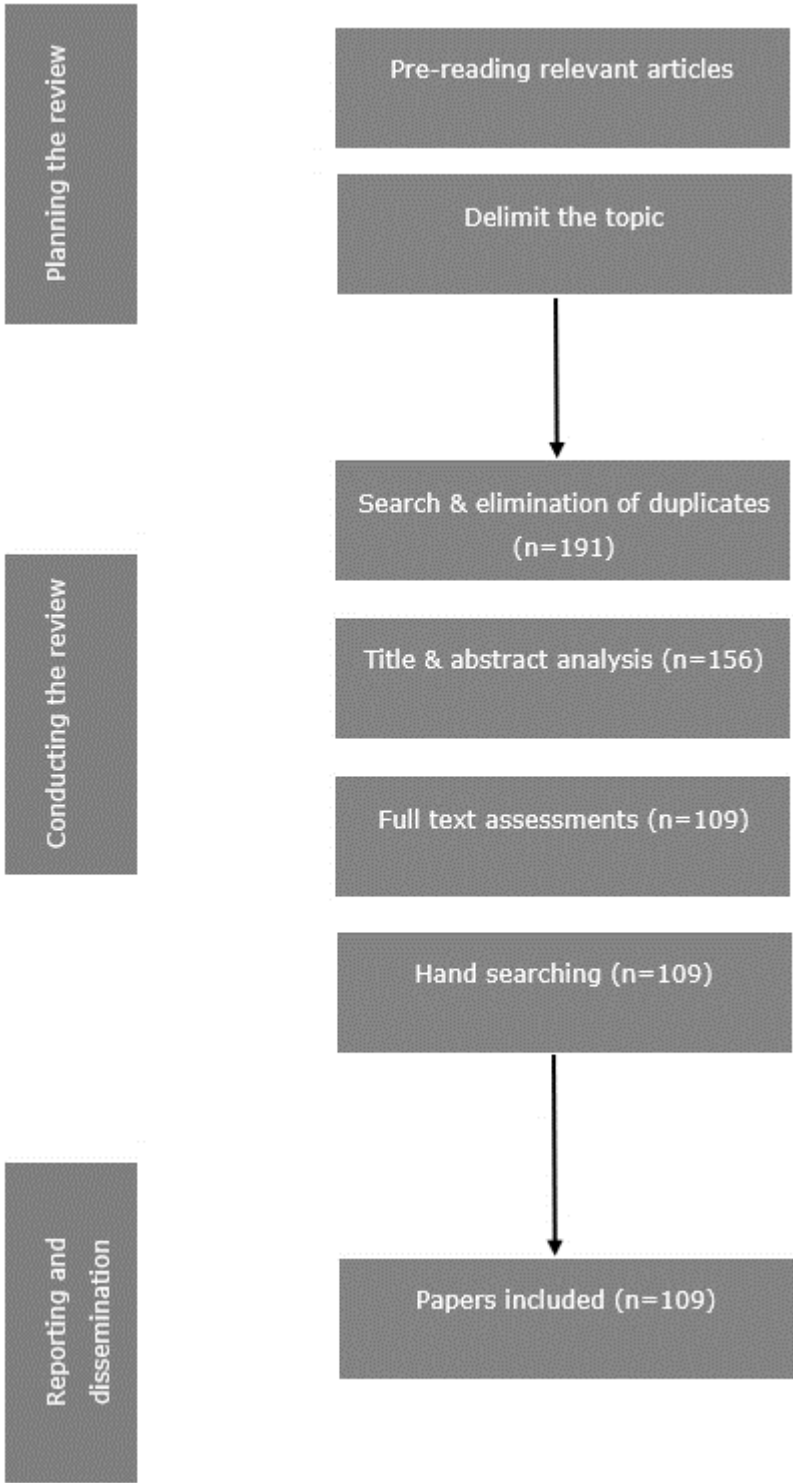 Planning the review
Pre-reading relevant articles
Delimit the topic
Conducting the review
Search & elimination of duplicates
(n=191)
Title & abstract analysis (n=156)
Full text assessments (n=109)
Hand searching (n=109)
Reporting and
dissemination
Papers included (n=109)